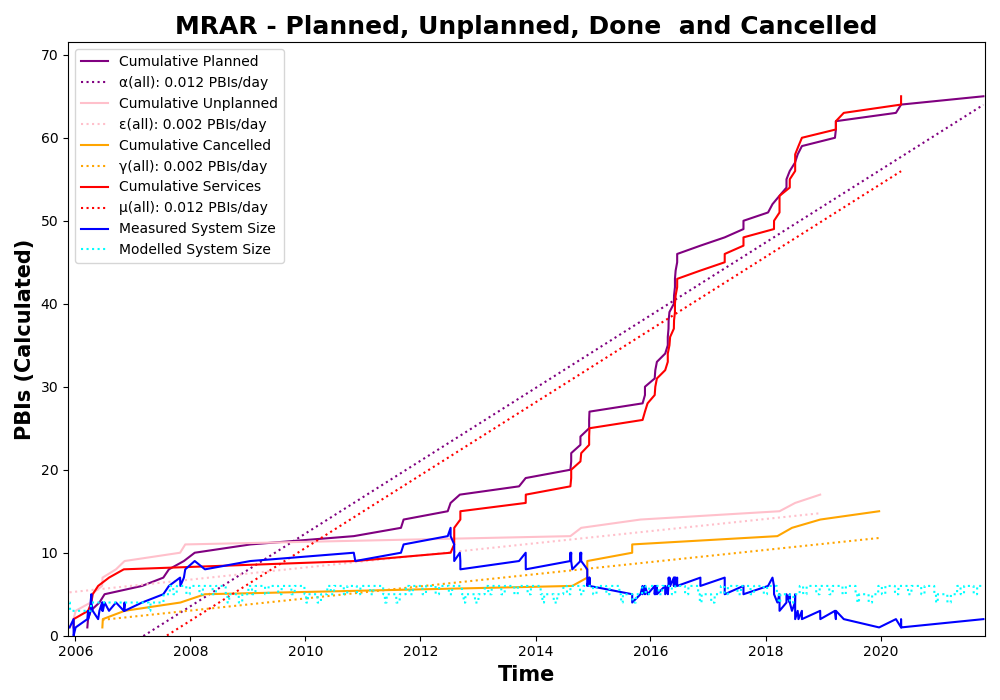 MRAR - Planned, Unplanned, Done  and Cancelled
70
60
50
40
30
20
10
0
PBIs (Calculated)
Cumulative Planned
α(all): 0.012 PBIs/day
Cumulative Unplanned
ε(all): 0.002 PBIs/day
Cumulative Cancelled
γ(all): 0.002 PBIs/day
Cumulative Services
μ(all): 0.012 PBIs/day
Measured System Size
Modelled System Size
2006 2008 2010 2012 2014 2016 2018 2020
Time